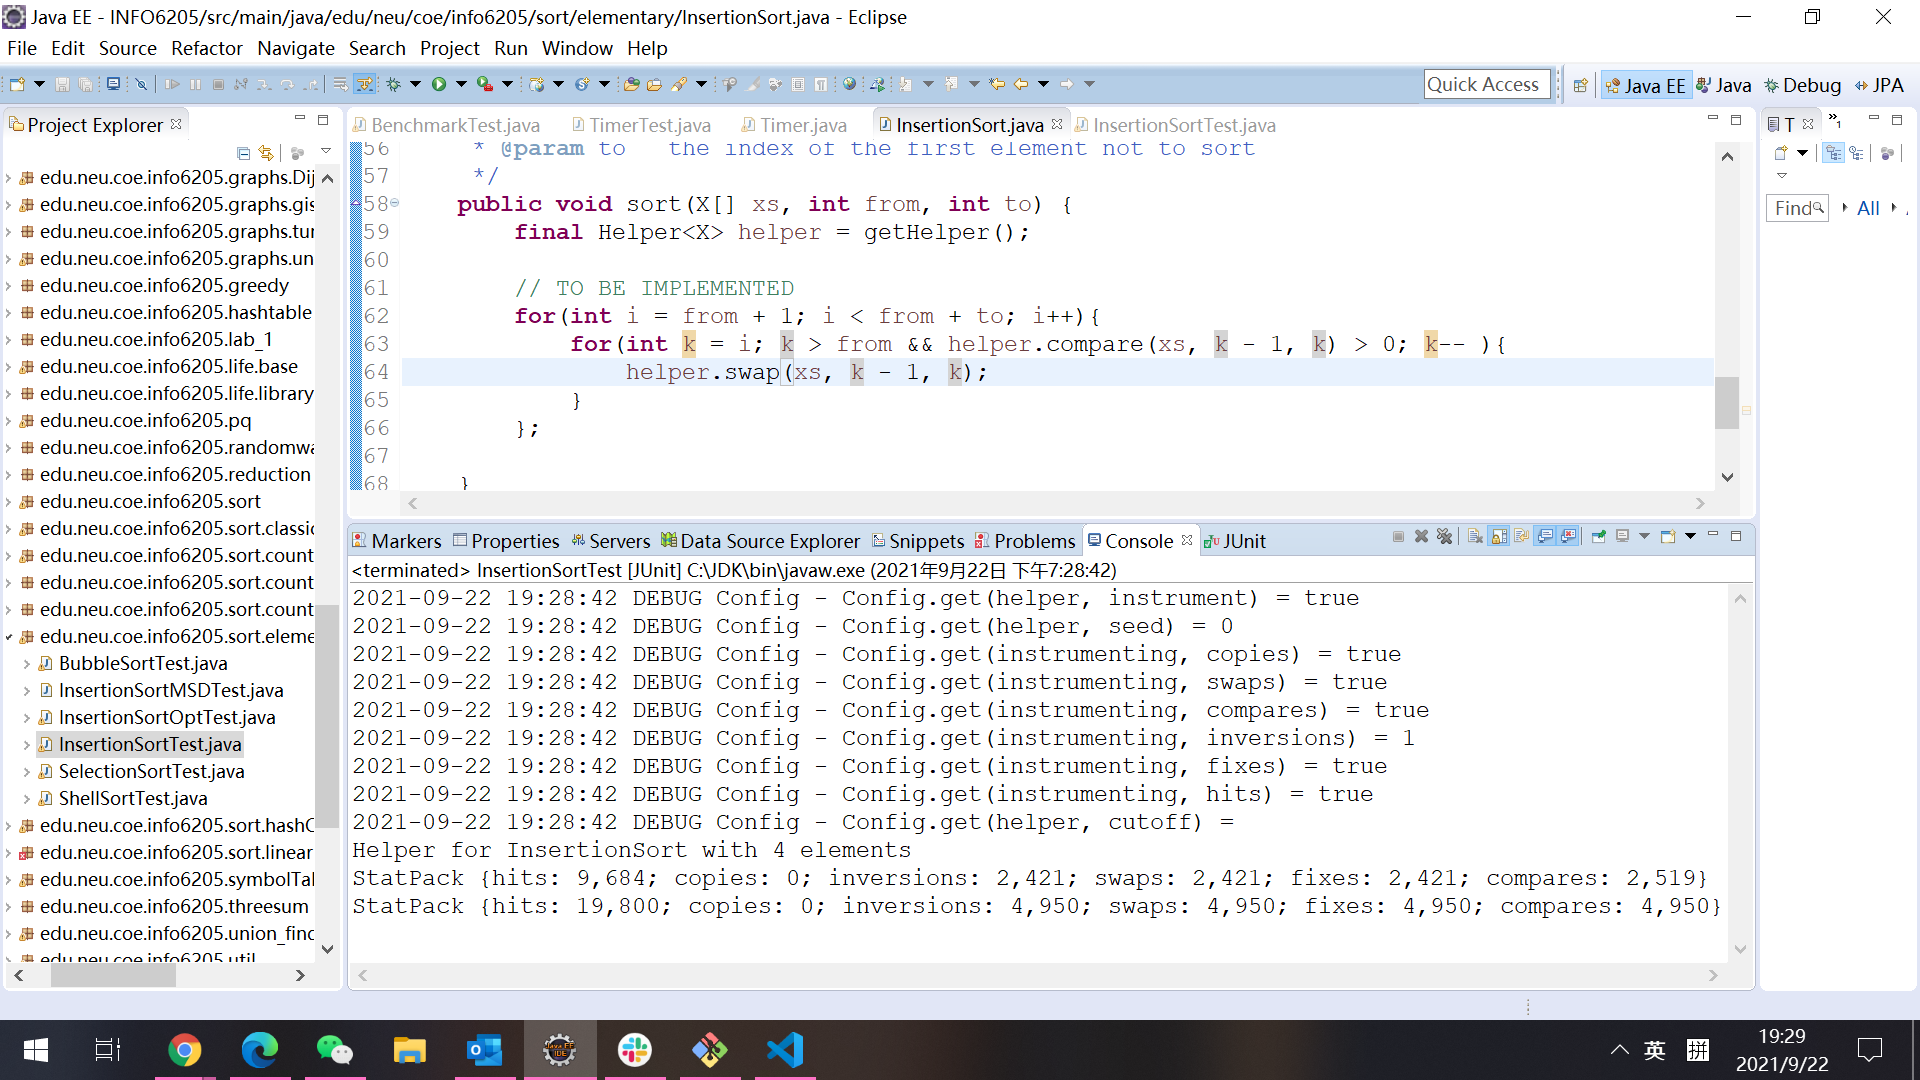 Java EE - INFO6205/src/main/java/edu/neu/coe/info6205/sort/elementary/InsertionSort.java - Eclipse
File Edit Source Refactor Navigate Search Project Run Window Help
Quick Access
Java EE
Java
Debug
JPA
Project Explorer
edu.neu.coe.info6205.graphs.Dij
edu.neu.coe.info6205.graphs.gis
edu.neu.coe.info6205.graphs.tur
edu.neu.coe.info6205.graphs.un
edu.neu.coe.info6205.greedy
edu.neu.coe.info6205.hashtable
edu.neu.coe.info6205.lab_1
edu.neu.coe.info6205.life.base
edu.neu.coe.info6205.life.library
edu.neu.coe.info6205.pq
edu.neu.coe.info6205.randomwa
edu.neu.coe.info6205.reduction
edu.neu.coe.info6205.sort
edu.neu.coe.info6205.sort.classic
edu.neu.coe.info6205.sort.count
edu.neu.coe.info6205.sort.count
edu.neu.coe.info6205.sort.count
edu.neu.coe.info6205.sort.eleme
BubbleSortTest.java
InsertionSortMSDTest.java
InsertionSortOptTest.java
InsertionSortTest.java
SelectionSortTest.java
ShellSortTest.java
edu.neu.coe.info6205.sort.hashC
edu.neu.coe.info6205.sort.linear
edu.neu.coe.info6205.symbolTal
edu.neu.coe.info6205.threesum
edu.neu.coe.info6205.union_find
edu.neu.coe.info6205.util
BenchmarkTest.java TimerTest.java Timer.java InsertionSort.java InsertionSortTest.java
56 * @param to   the index of the first element not to sort
57 */
58 public void sort(X[] xs, int from, int to) {
59 final Helper<X> helper = getHelper();
60
61 // TO BE IMPLEMENTED
62 for(int i = from + 1; i < from + to; i++){
63 for(int k = i; k > from && helper.compare(xs, k - 1, k) > 0; k-- ){
64 helper.swap(xs, k - 1, k);
65 }
66 };
67
68 }
T
1
Find
All
Markers Properties Servers Data Source Explorer Snippets Problems Console JUnit
<terminated> InsertionSortTest [JUnit] C:\JDK\bin\javaw.exe (2021年9月22日 下午7:28:42)
2021-09-22 19:28:42 DEBUG Config - Config.get(helper, instrument) = true
2021-09-22 19:28:42 DEBUG Config - Config.get(helper, seed) = 0
2021-09-22 19:28:42 DEBUG Config - Config.get(instrumenting, copies) = true
2021-09-22 19:28:42 DEBUG Config - Config.get(instrumenting, swaps) = true
2021-09-22 19:28:42 DEBUG Config - Config.get(instrumenting, compares) = true
2021-09-22 19:28:42 DEBUG Config - Config.get(instrumenting, inversions) = 1
2021-09-22 19:28:42 DEBUG Config - Config.get(instrumenting, fixes) = true
2021-09-22 19:28:42 DEBUG Config - Config.get(instrumenting, hits) = true
2021-09-22 19:28:42 DEBUG Config - Config.get(helper, cutoff) =
Helper for InsertionSort with 4 elements
StatPack {hits: 9,684; copies: 0; inversions: 2,421; swaps: 2,421; fixes: 2,421; compares: 2,519}
StatPack {hits: 19,800; copies: 0; inversions: 4,950; swaps: 4,950; fixes: 4,950; compares: 4,950}
英
拼
19:29
2021/9/22